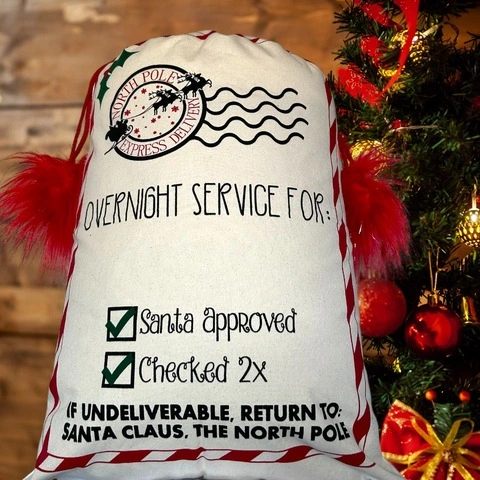 NORTH POLE
EXPRESS DELIVERY
OVERNIGHT SERVICE FOR:
Santa Approved
Checked 2x
IF UNDELIVERABLE, RETURN TO:
SANTA CLAUS, THE NORTH POLE